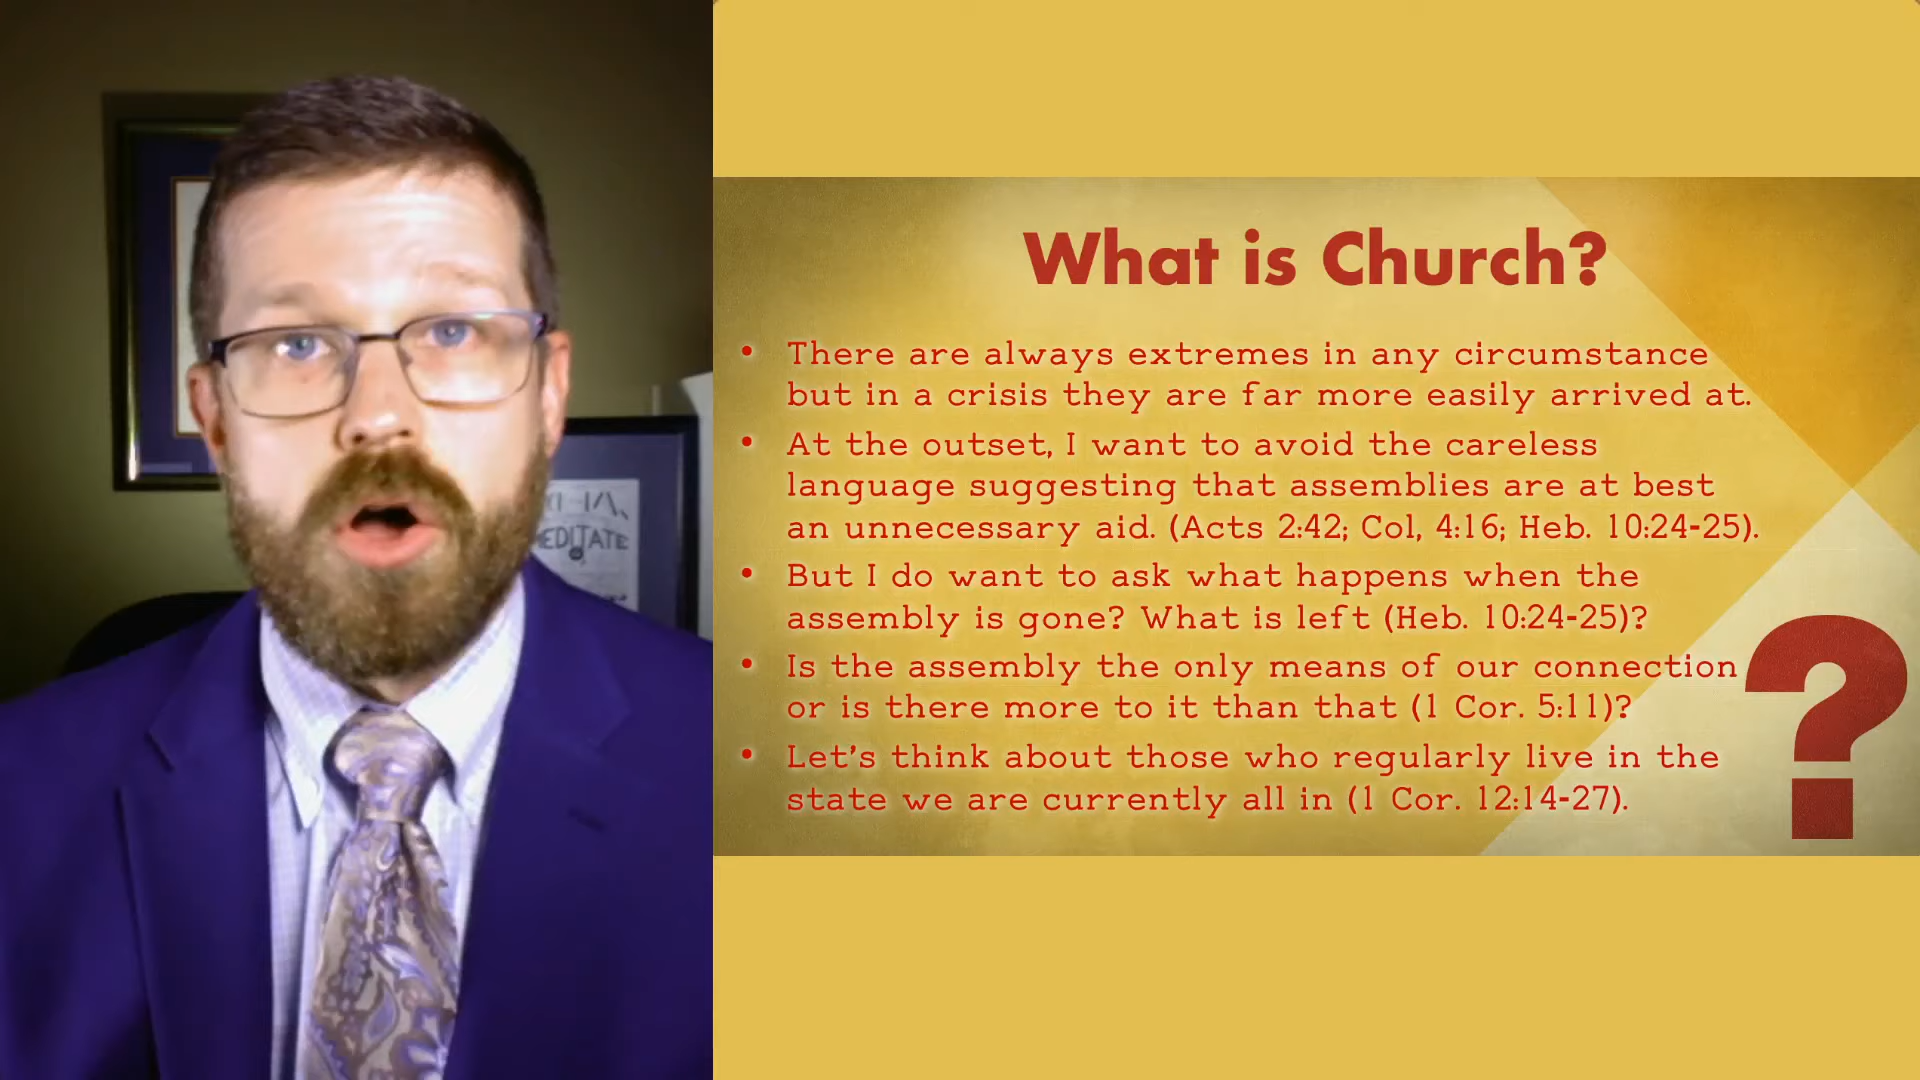 What is Church?
• There are always extremes in any circumstance
but in a crisis they are far more easily arrived at.
• At the outset, I want to avoid the careless
language suggesting that assemblies are at best
an unnecessary aid. (Acts 2:42; Col, 4:16; Heb. 10:24-25).
• But I do want to ask what happens when the
assembly is gone? What is left (Heb. 10:24-25)?
• Is the assembly the only means of our connection
or is there more to it than that (1 Cor. 5:11)?
• Let's think about those who regularly live in the
state we are currently all in (1 Cor. 12:14-27).
?